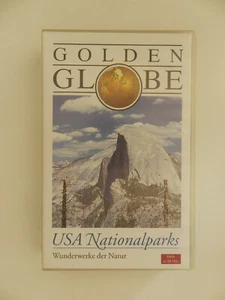 GOLDEN
GLOBE
USA Nationalparks
Wunderwerke der Natur